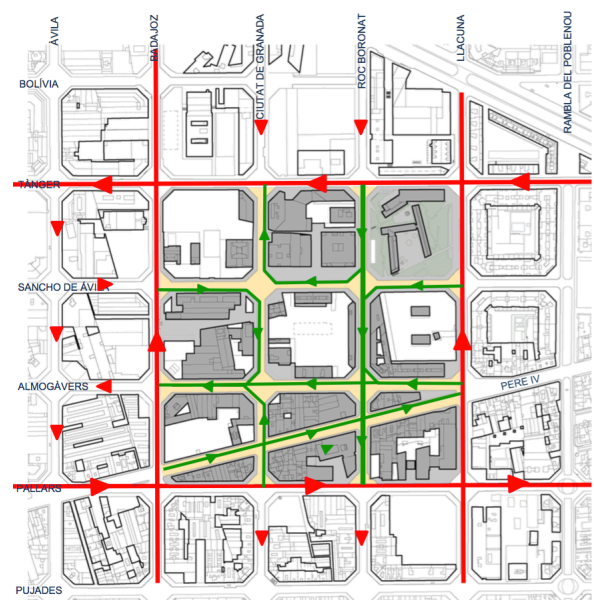 ÀVILA
BADAJOZ
CIUTAT DE GRANADA
ROC BORONAT
LLACUNA
RAMBLA DEL POBLENOU
BOLÍVIA
TÀNGER
SANCHO DE ÁVILA
ALMOGÀVERS
PERE IV
PALLARS
PUJADES